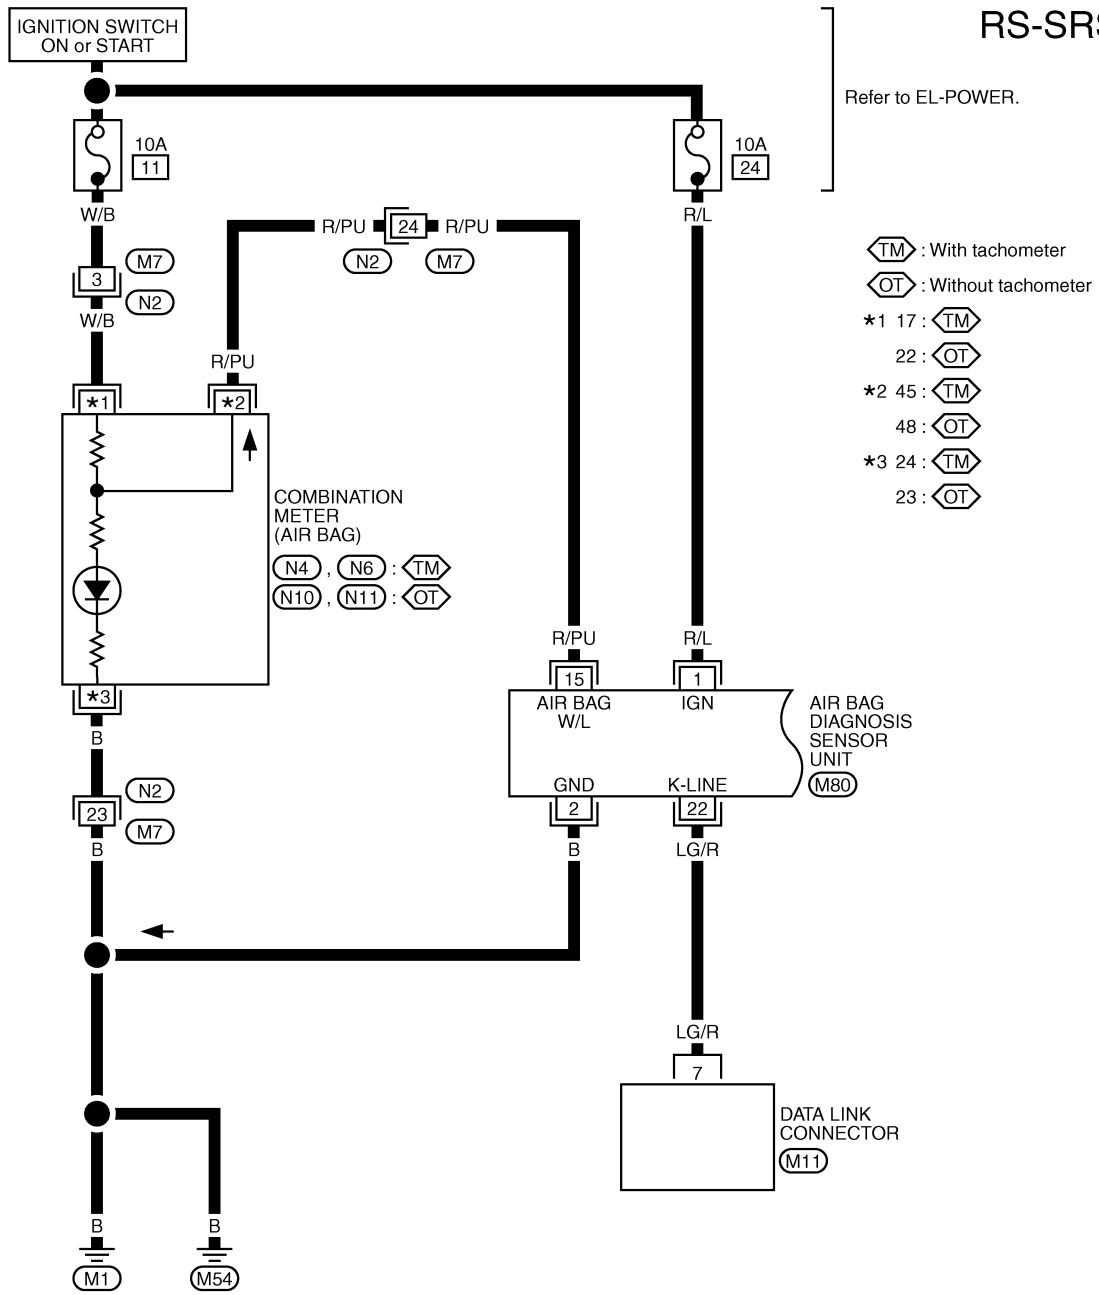 IGNITION SWITCH
ON or START
RS-SRS
Refer to EL-POWER.
10A
11
10A
24
W/B
R/L
R/PU
24
R/PU
N2
M7
M7
3
N2
W/B
R/PU
*1
*2
TM : With tachometer
OT : Without tachometer
*1 17 : TM
22 : OT
*2 45 : TM
48 : OT
*3 24 : TM
23 : OT
COMBINATION
METER
(AIR BAG)
N4 , N6 : TM
N10 , N11 : OT
*3
B
R/PU
R/L
15
1
AIR BAG
W/L
IGN
GND
K-LINE
2
22
AIR BAG
DIAGNOSIS
SENSOR
UNIT
M80
N2
23
M7
B
B
LG/R
LG/R
7
DATA LINK
CONNECTOR
M11
B
B
M1
M54